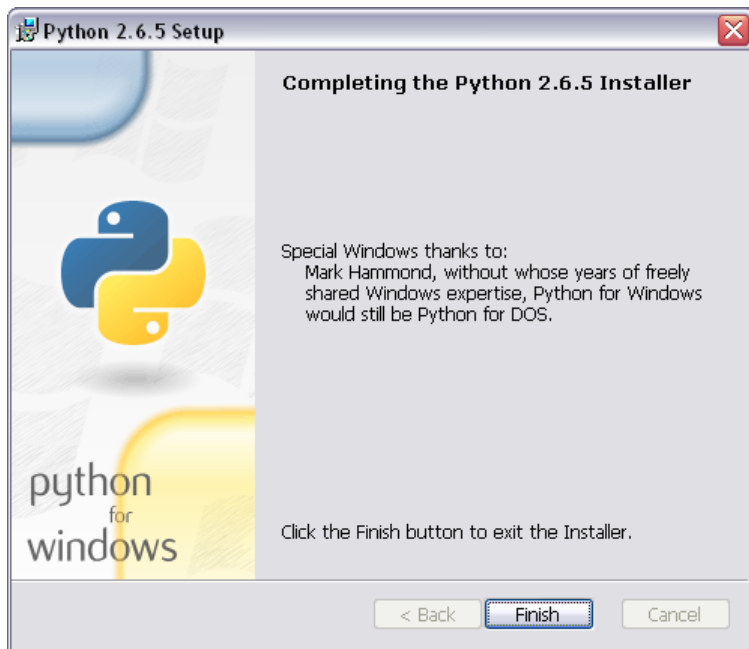 Python 2.6.5 Setup
Completing the Python 2.6.5 Installer
Special Windows thanks to:
Mark Hammond, without whose years of freely
shared Windows expertise, Python for Windows
would still be Python for DOS.
python
for
windows
Click the Finish button to exit the Installer.
< Back
Finish
Cancel